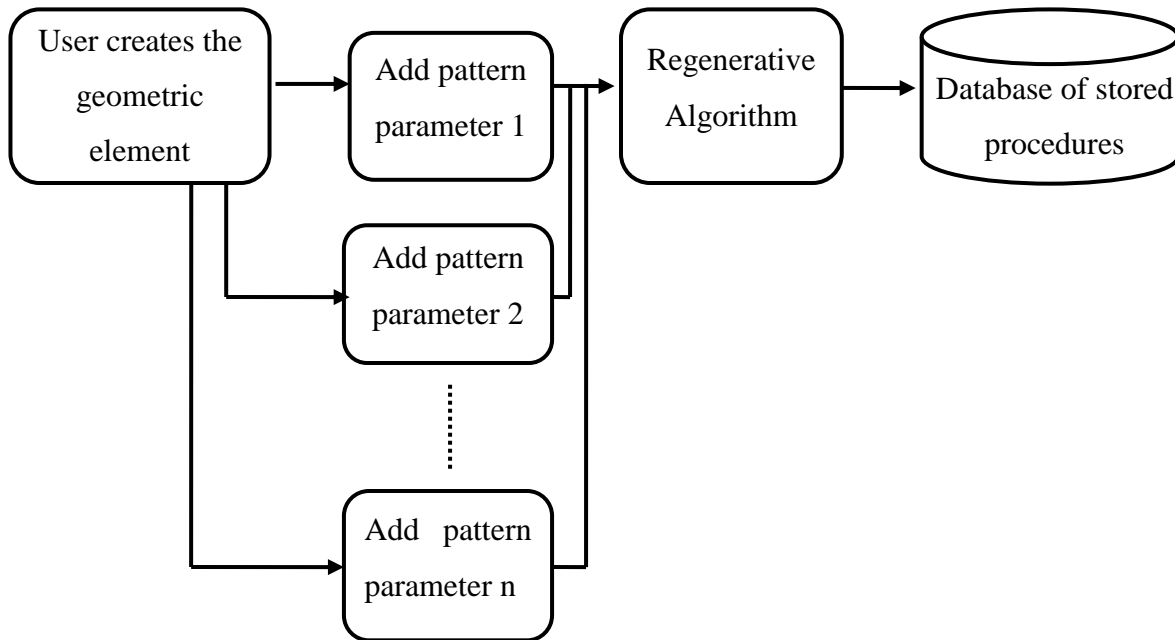 User creates the
geometric
element
Add pattern
parameter 1
Regenerative
Algorithm
Database of stored
procedures
Add pattern
parameter 2
Add pattern
parameter n